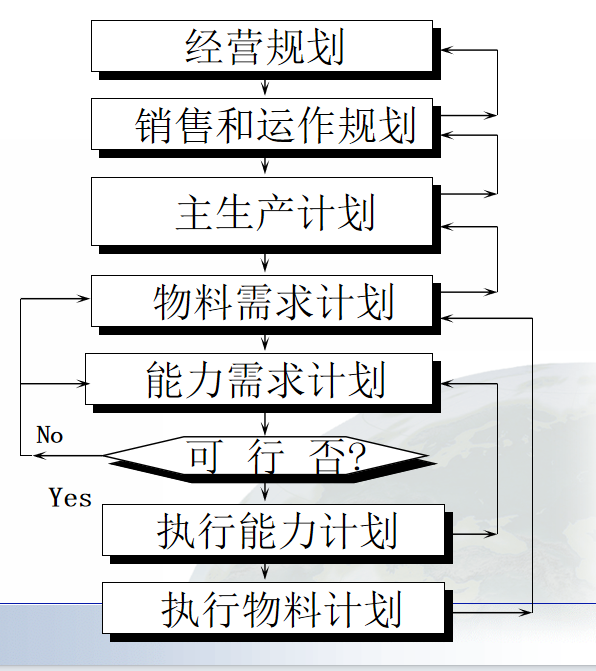 经营规划
销售和运作规划
主生产计划
物料需求计划
能力需求计划
No
可 行 否?
Yes
执行能力计划
执行物料计划